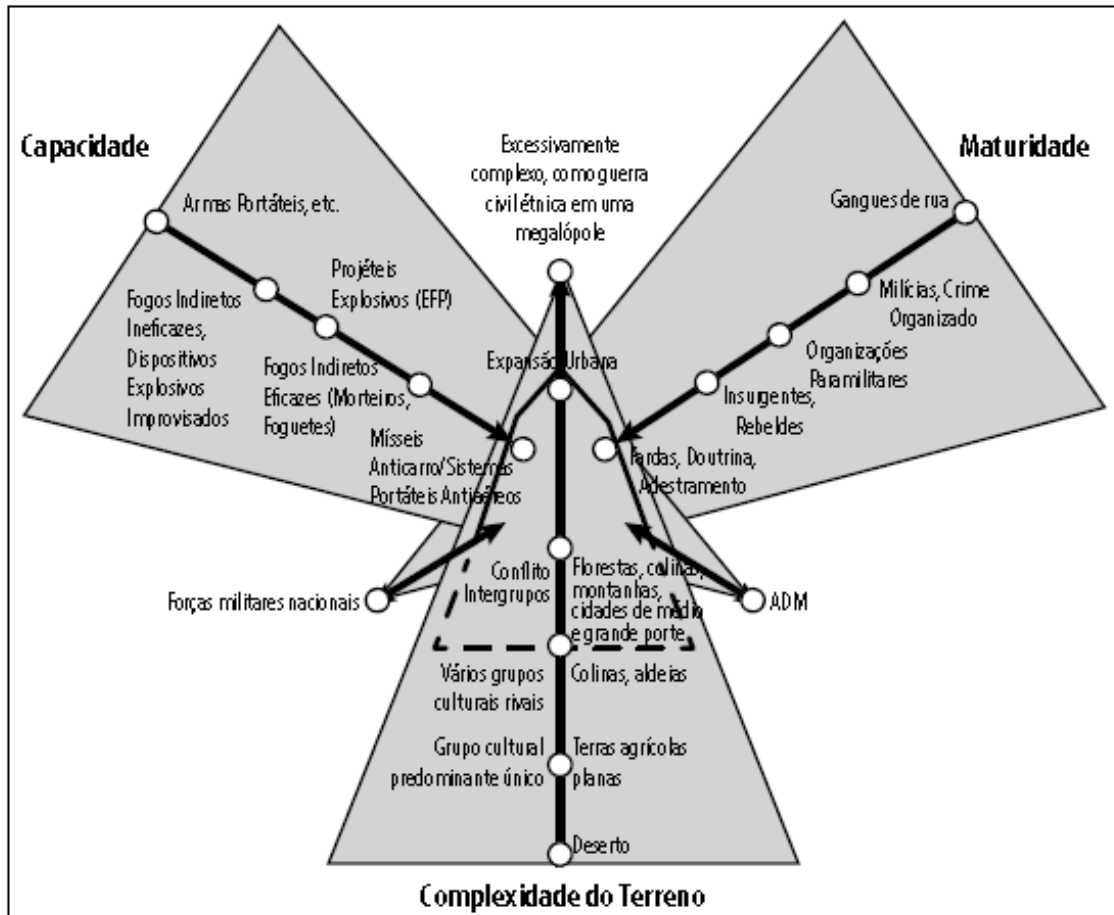 Capacidade
Maturidade
Excessivamente
complexo, como guerra
civil étnica em uma
megalópole
Armas Portáteis, etc.
Projéteis
Explosivos (EFP)
Fogos Indiretos
Ineficazes,
Dispositivos
Explosivos
Improvisados
Fogos Indiretos
Eficazes (Morteiros,
Foguetes)
Mísseis
Anticarro/Sistemas
Portáteis Antiaéreos
Gangues de rua
Milícias, Crime
Organizado
Organizações
Paramilitares
Insurgentes,
Rebeldes
Fardas, Doutrina,
Adestramento
Expansão Urbana
Forças militares nacionais
ADM
Conflito
Intergrupos
Florestas, colinas,
montanhas,
cidades de médio
e grande porte
Vários grupos
culturais rivais
Colinas, aldeias
Grupo cultural
predominante único
Terras agrícolas
planas
Deserto
Complexidade do Terreno